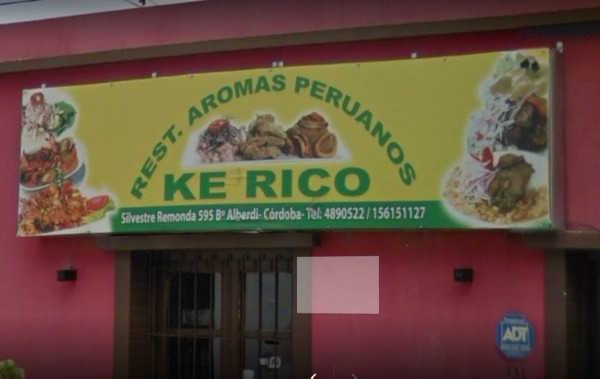 REST. AROMAS PERUANOS
KE RICO
Silvestre Remonda 595 Bº Alberdi- Córdoba- Tel: 4890522 / 156151127
ADT